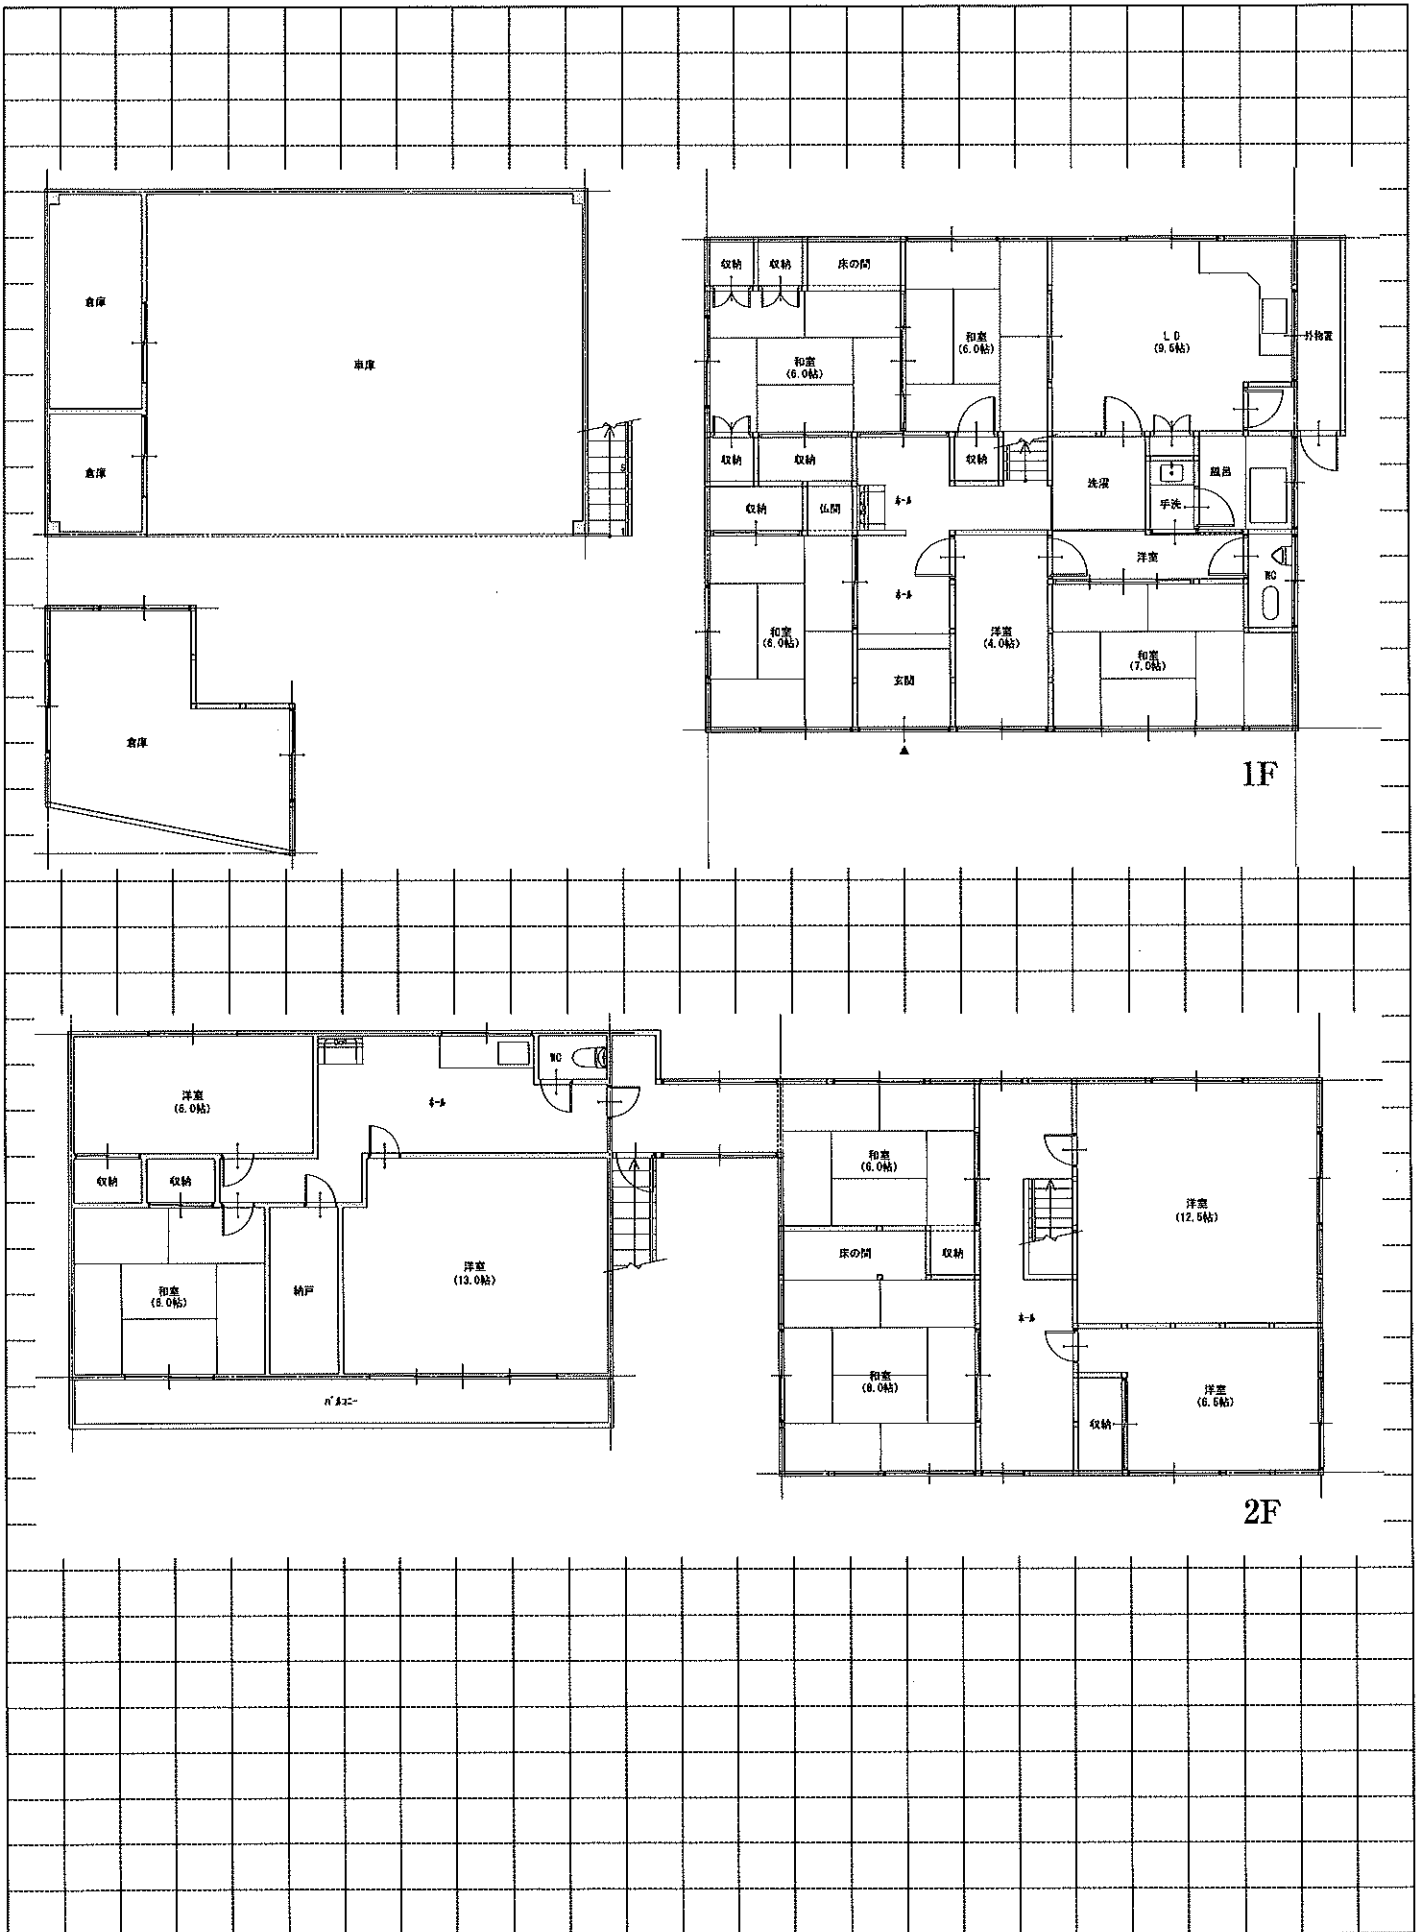 倉庫
車庫
倉庫
倉庫
収納
収納
床の間
和室
(6.0帖)
和室
(6.0帖)
LD
(9.5帖)
外物置
収納
収納
収納
収納
仏間
ホール
洗濯
手洗
風呂
洋室
WC
ホール
和室
(6.0帖)
洋室
(4.0帖)
和室
(7.0帖)
玄関
1F
洋室
(6.0帖)
ホール
WC
収納
収納
和室
(6.0帖)
納戸
洋室
(13.0帖)
バルコニー
和室
(6.0帖)
床の間
収納
洋室
(12.5帖)
ホール
和室
(8.0帖)
洋室
(6.5帖)
収納
2F